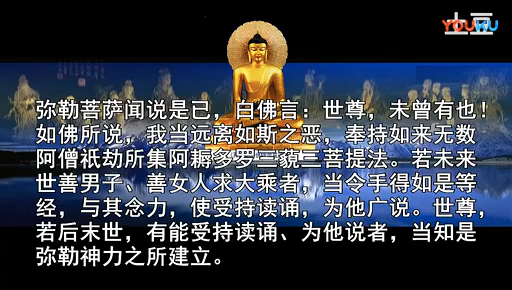 YOUKU
土豆
弥勒菩萨闻说是已，白佛言：世尊，未曾有也！
如佛所说，我当远离如斯之恶，奉持如来无数
阿僧祇劫所集阿耨多罗三藐三菩提法。若未来
世善男子、善女人求大乘者，当令手得如是等
经，与其念力，使受持读诵，为他广说。世尊，
若后末世，有能受持读诵、为他说者，当知是
弥勒神力之所建立。